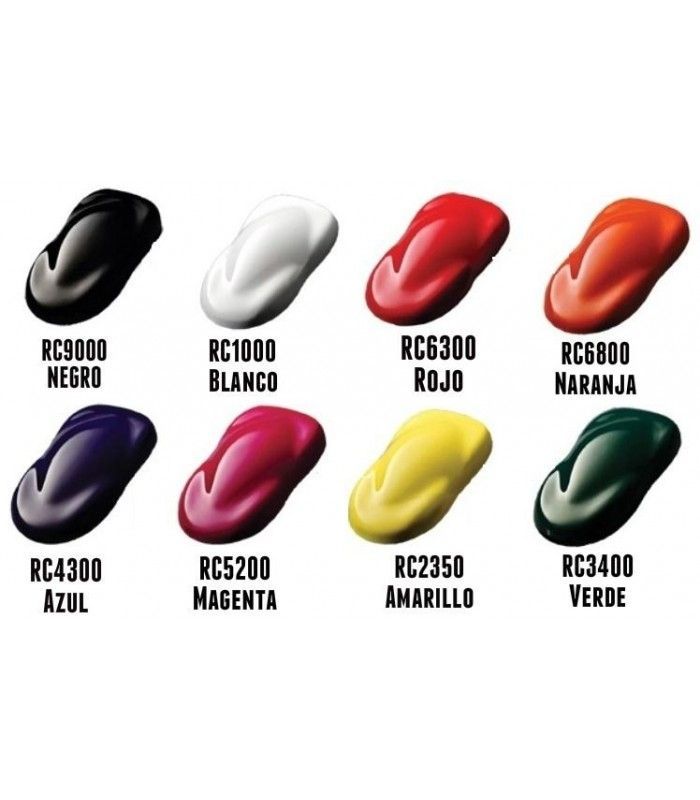 RC9000
NEGRO
RC1000
BLANCO
RC6300
ROJO
RC6800
NARANJA
RC4300
AZUL
RC5200
MAGENTA
RC2350
AMARILLO
RC3400
VERDE